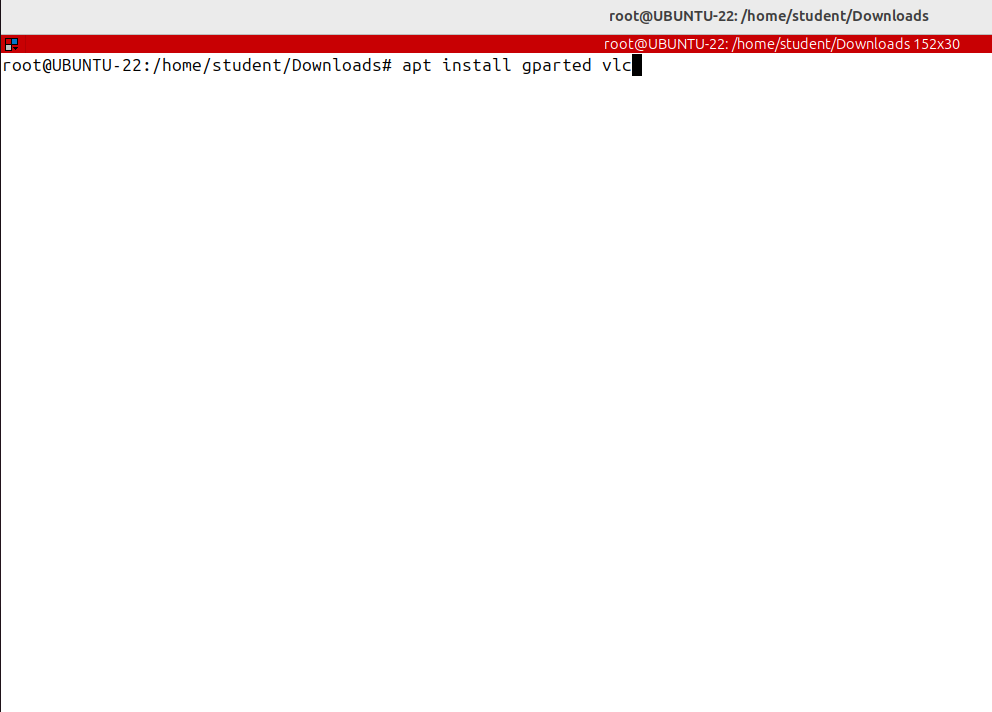 root@UBUNTU-22: /home/student/Downloads
root@UBUNTU-22: /home/student/Downloads 152x30
root@UBUNTU-22:/home/student/Downloads# apt install gparted vlc